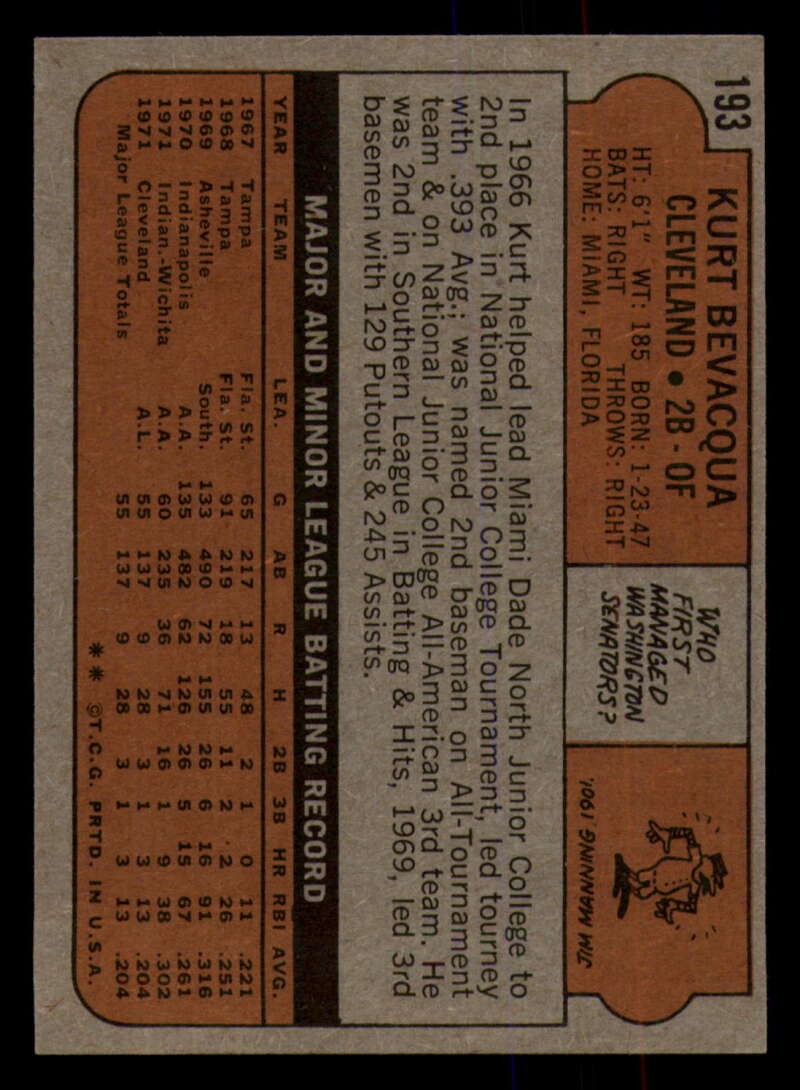 193
KURT BEVACQUA
CLEVELAND • 2B - OF
HT: 6'1" WT: 185 BORN: 1-23-47
BATS: RIGHT THROWS: RIGHT
HOME: MIAMI, FLORIDA
WHO
FIRST
MANAGED
WASHINGTON
SENATORS?
JIM MANNING 1901.
In 1966 Kurt helped lead Miami Dade North Junior College to
2nd place in National Junior College Tournament, led tourney
with .393 Avg.; was named 2nd baseman on All-Tournament
team & on National Junior College All-American 3rd team. He
was 2nd in Southern League in Batting & Hits, 1969, led 3rd
basemen with 129 Putouts & 245 Assists.
MAJOR AND MINOR LEAGUE BATTING RECORD
YEAR TEAM LEA. G AB R H 2B 3B HR RBI AVG.
1967 Tampa Fla. St. 65 217 13 48 2 1 0 11 .221
1968 Tampa Fla. St. 91 219 18 55 11 2 2 26 .251
1969 Asheville South. 133 490 72 155 26 6 16 91 .316
1970 Indianapolis A.A. 135 482 62 126 26 5 15 67 .261
1971 Indian.-Wichita A.A. 60 235 36 71 16 1 9 38 .302
1971 Cleveland A.L. 55 137 9 28 3 1 3 13 .204
Major League Totals 55 137 9 28 3 1 3 13 .204
** ©T.C.G. PRTD. IN U.S.A.